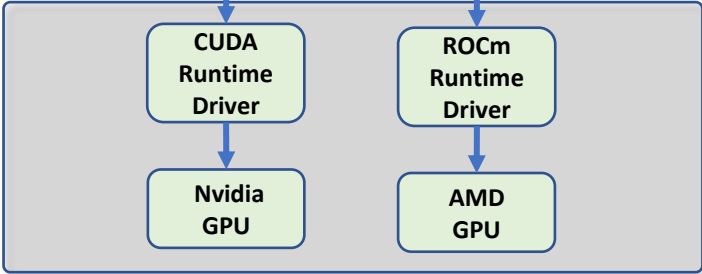 CUDA
Runtime
Driver
ROCm
Runtime
Driver
Nvidia
GPU
AMD
GPU